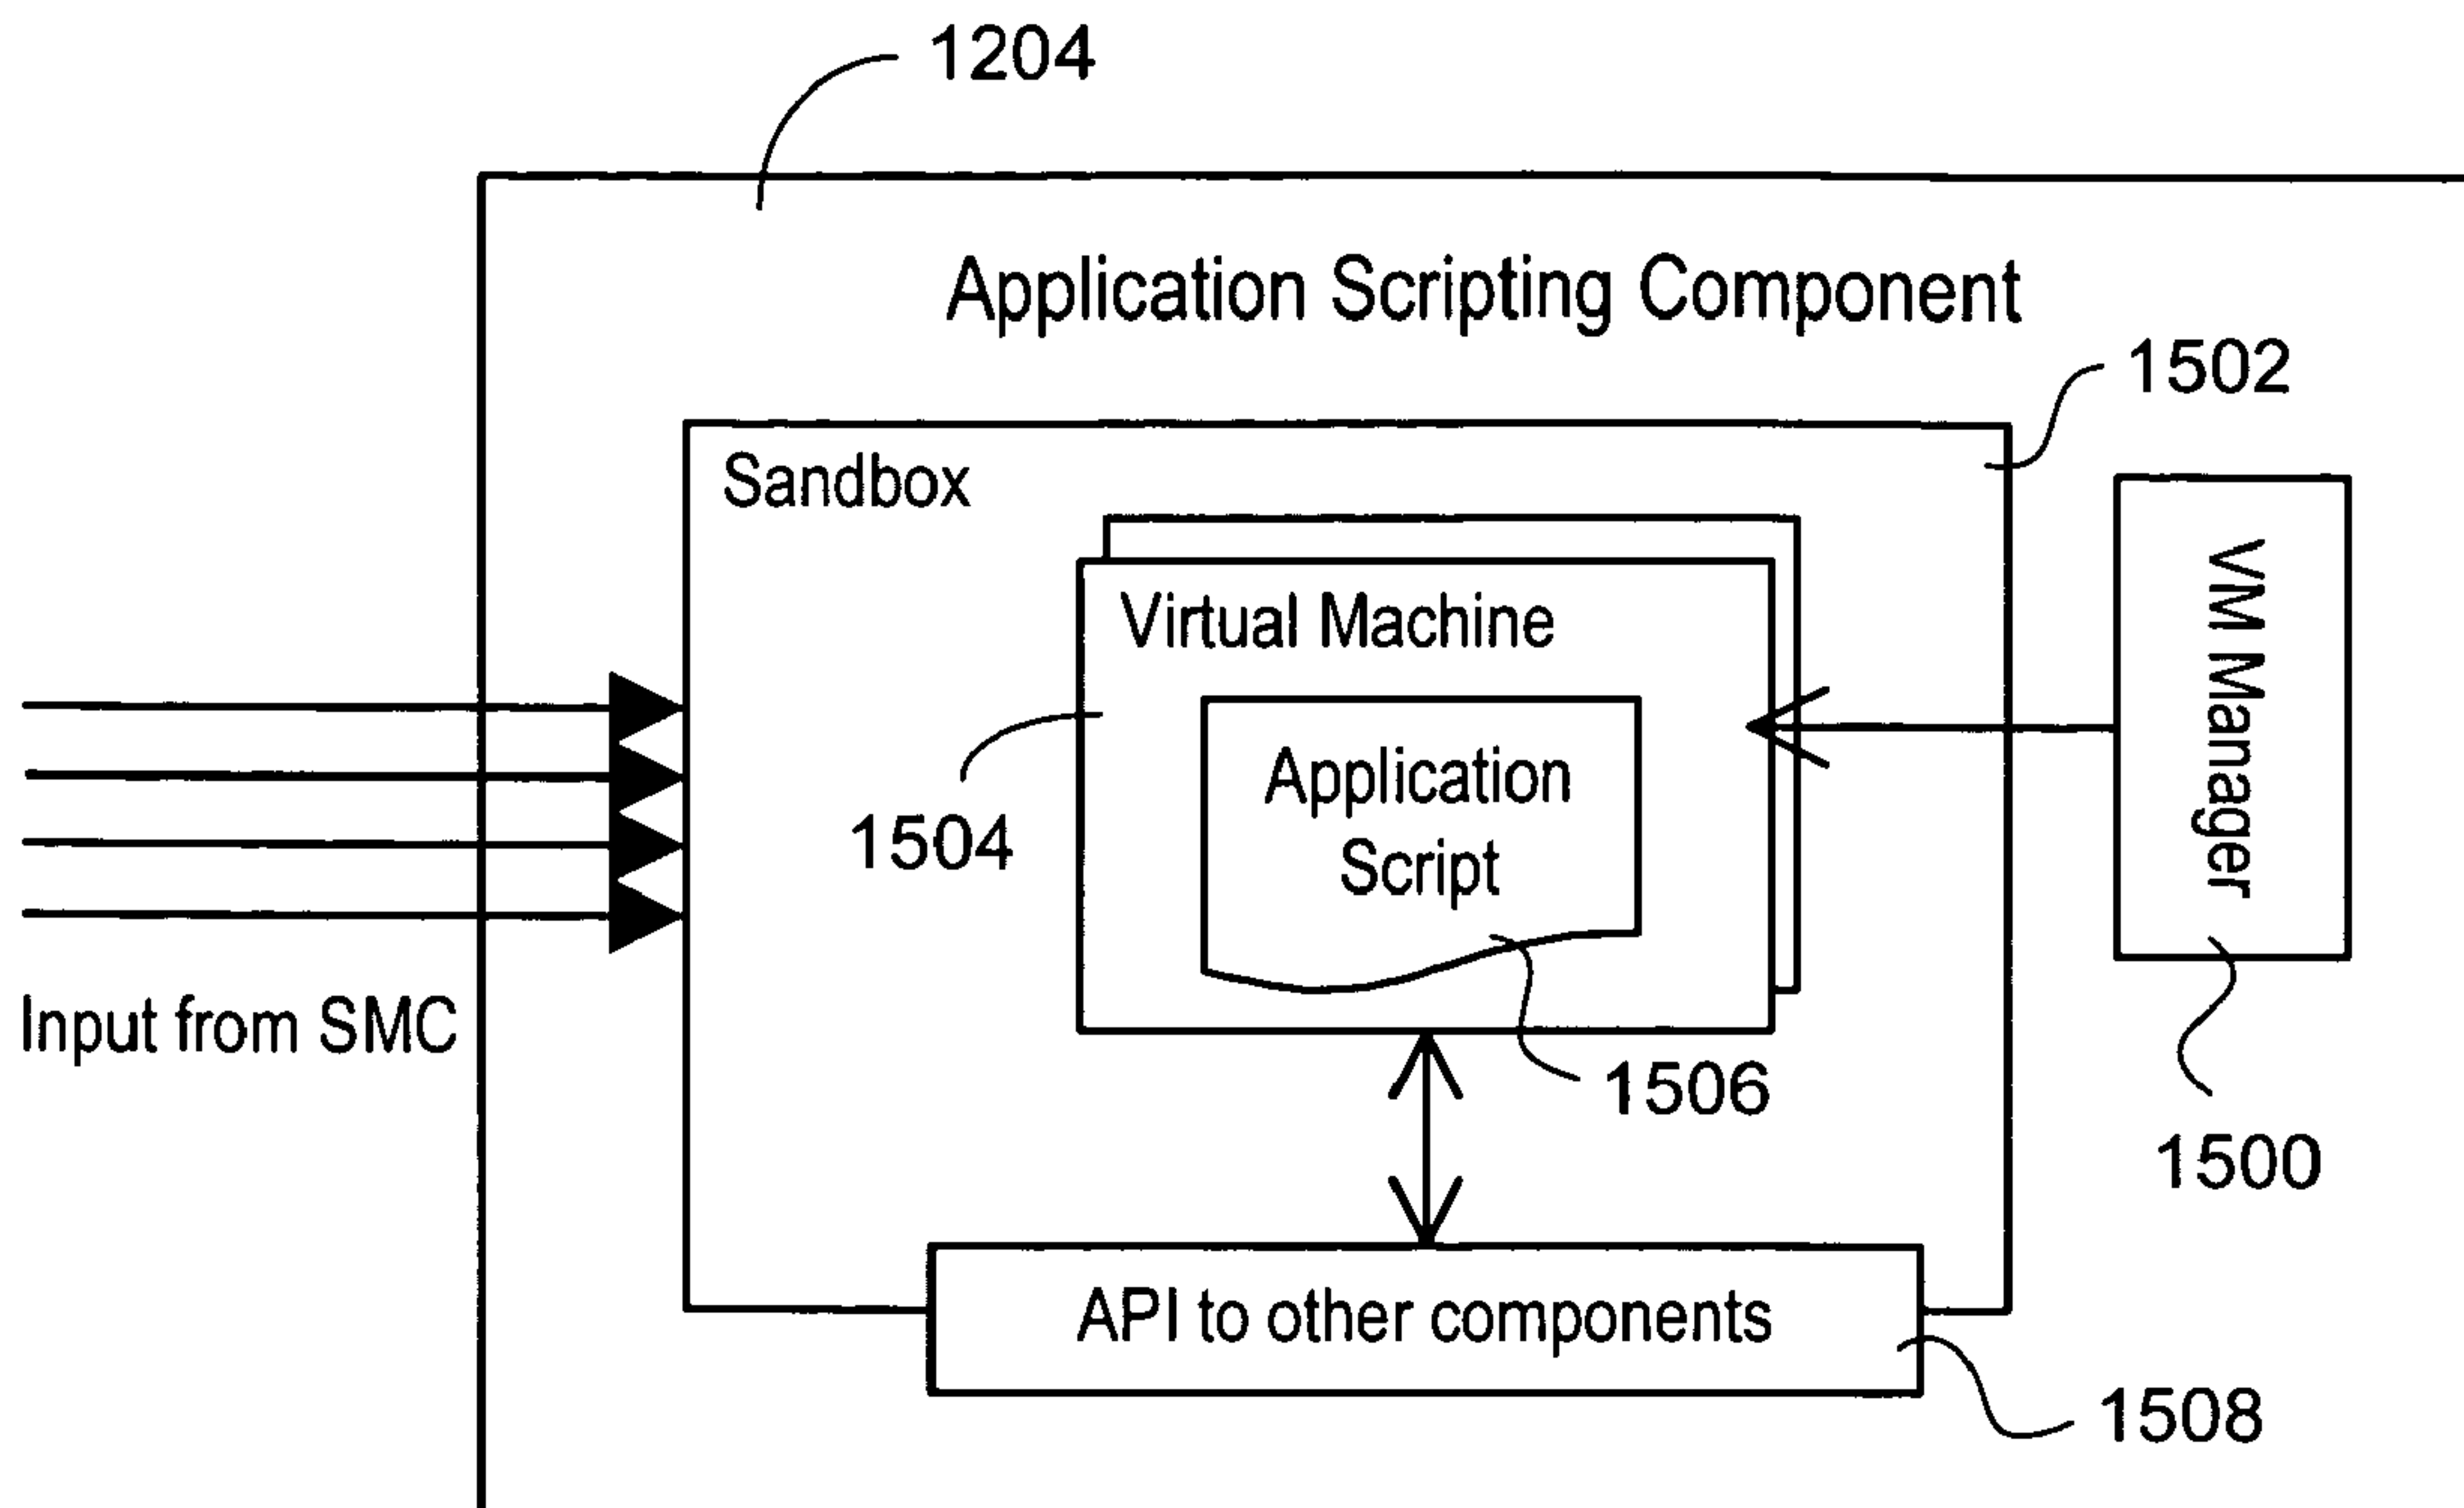 1204
Application Scripting Component
1502
Sandbox
Virtual Machine
VM Manager
Application
Script
1504
Input from SMC
1506
1500
API to other components
1508